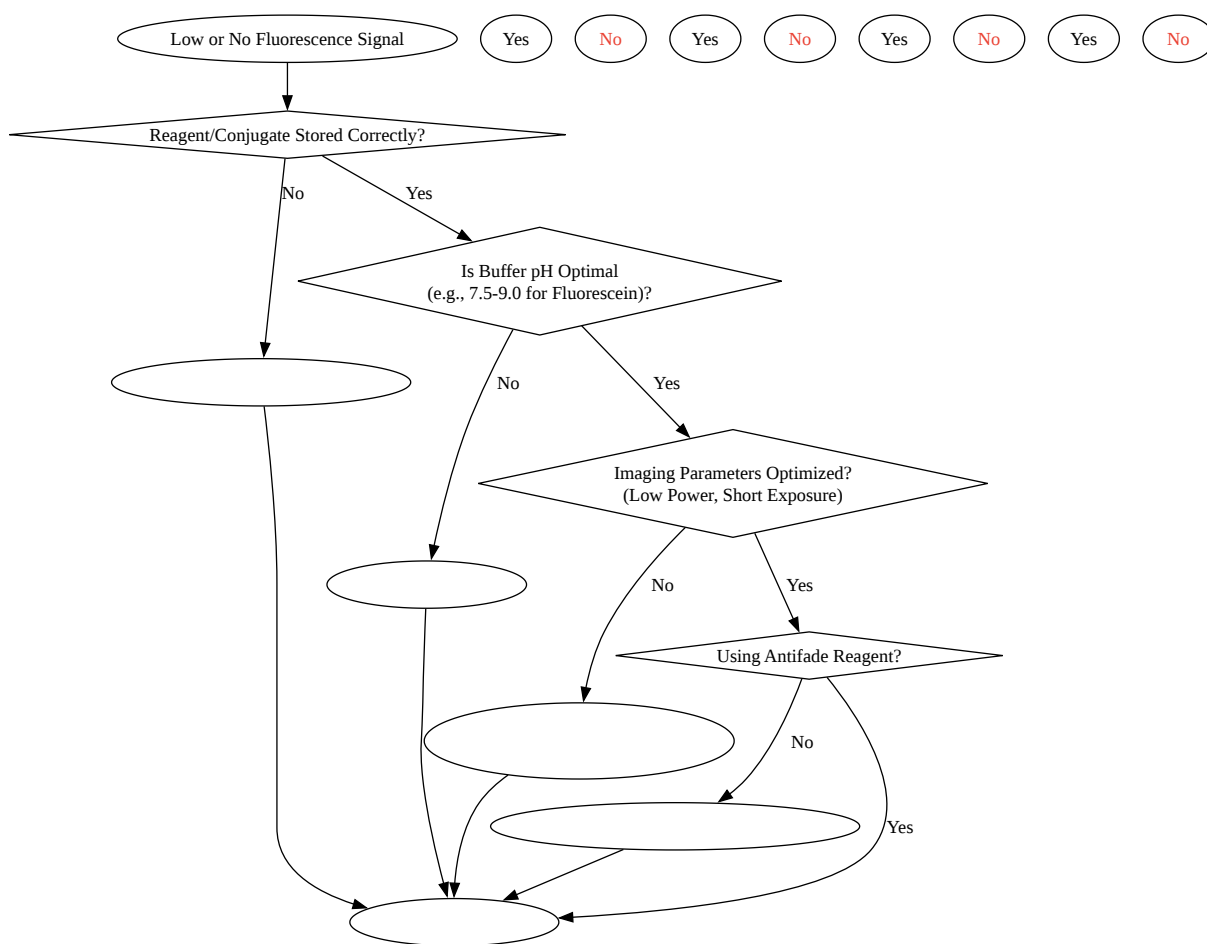 Low or No Fluorescence Signal
Yes
No
Yes
No
Yes
No
Yes
No
Reagent/Conjugate Stored Correctly?
No
Yes
Is Buffer pH Optimal
(e.g., 7.5-9.0 for Fluorescein)?
No
Yes
Imaging Parameters Optimized?
(Low Power, Short Exposure)
No
Yes
Using Antifade Reagent?
No
Yes